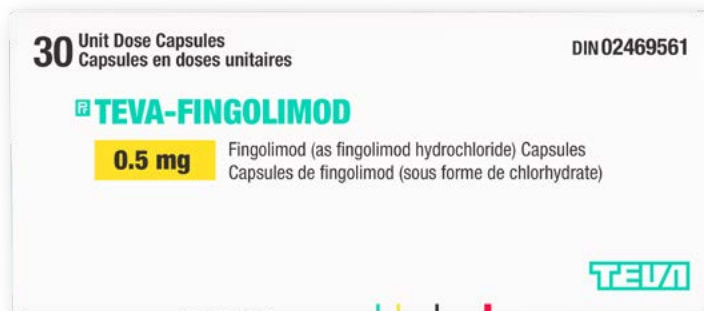 30 Unit Dose Capsules
Capsules en doses unitaires
DIN 02469561
Pr TEVA-FINGOLIMOD
0.5 mg
Fingolimod (as fingolimod hydrochloride) Capsules
Capsules de fingolimod (sous forme de chlorhydrate)
TEVA